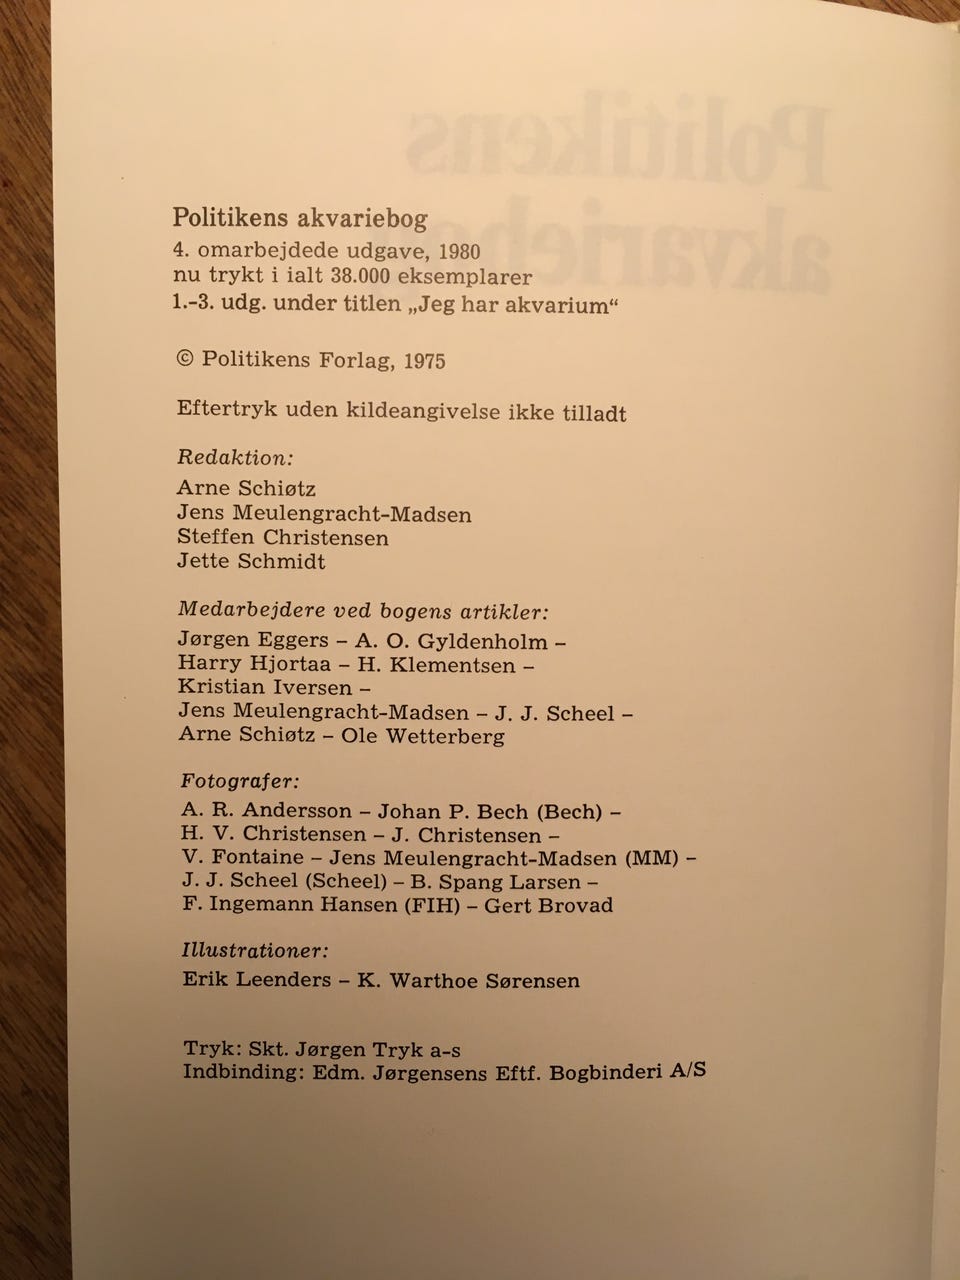 Politikens akvariebog
4. omarbejdede udgave, 1980
nu trykt i ialt 38.000 eksemplarer
1.-3. udg. under titlen „Jeg har akvarium“
© Politikens Forlag, 1975
Eftertryk uden kildeangivelse ikke tilladt
Redaktion:
Arne Schiøtz
Jens Meulengracht-Madsen
Steffen Christensen
Jette Schmidt
Medarbejdere ved bogens artikler:
Jørgen Eggers – A. O. Gyldenholm –
Harry Hjortaa – H. Klementsen –
Kristian Iversen –
Jens Meulengracht-Madsen – J. J. Scheel –
Arne Schiøtz – Ole Wetterberg
Fotografer:
A. R. Andersson – Johan P. Bech (Bech) –
H. V. Christensen – J. Christensen –
V. Fontaine – Jens Meulengracht-Madsen (MM) –
J. J. Scheel (Scheel) – B. Spang Larsen –
F. Ingemann Hansen (FIH) – Gert Brovad
Illustrationer:
Erik Leenders – K. Warthoe Sørensen
Tryk: Skt. Jørgen Tryk a-s
Indbinding: Edm. Jørgensens Eftf. Bogbinderi A/S